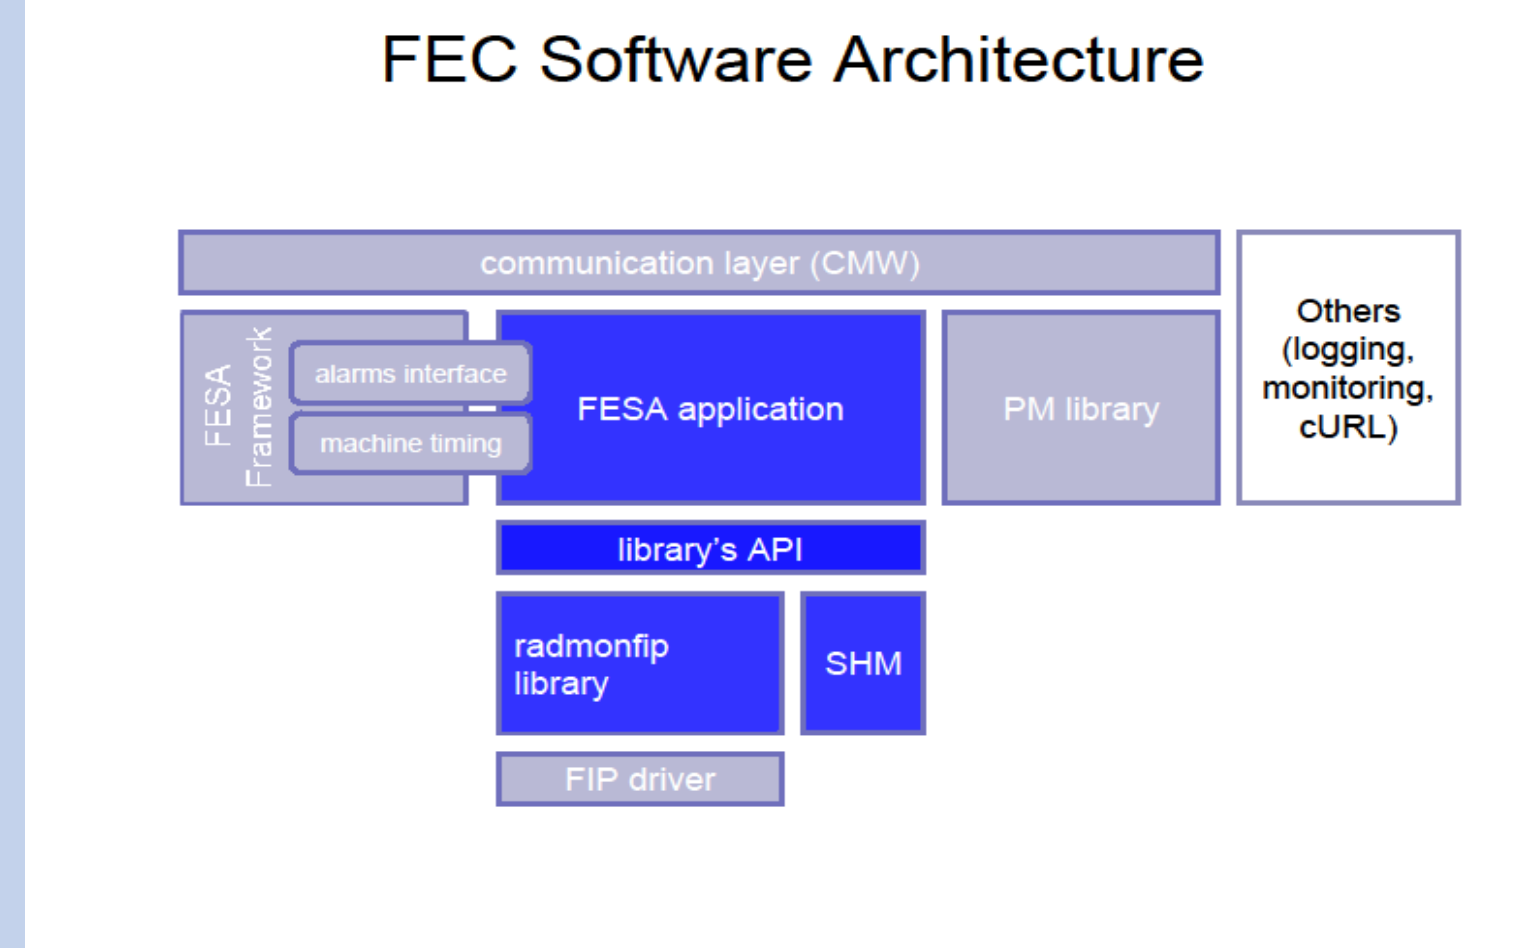 FEC Software Architecture
communication layer (CMW)
FESA
Framework
alarms interface
machine timing
FESA application
PM library
Others
(logging,
monitoring,
cURL)
library’s API
radmonfip
library
SHM
FIP driver